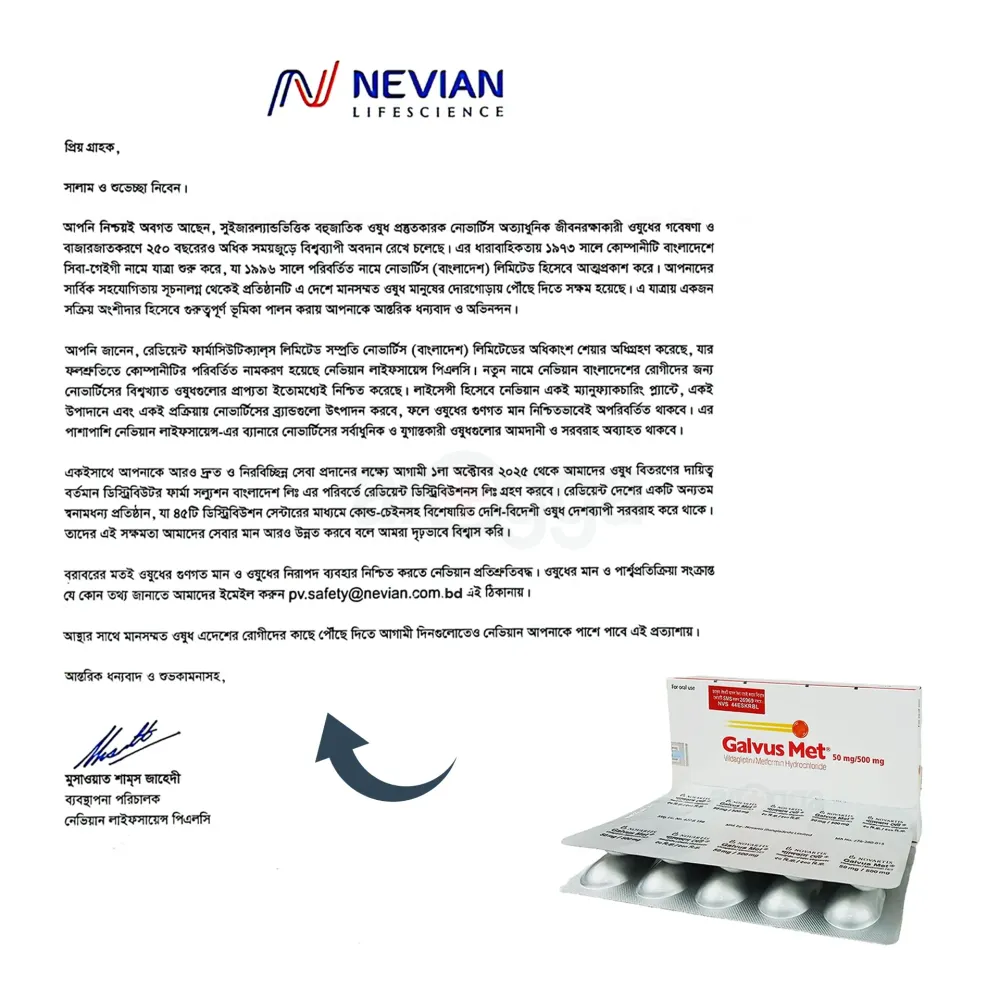 NEVIAN
LIFESCIENCE
প্রিয় গ্রাহক,
সালাম ও শুভেচ্ছা নিবেন।
আপনি নিশ্চয়ই অবগত আছেন, সুইজারল্যান্ডভিত্তিক বহুজাতিক ওষুধ প্রস্তুতকারক নোভার্টিস অত্যাধুনিক জীবনরক্ষাকারী ওষুধের গবেষণা ও
বাজারজাতকরণে ২৫০ বছরেরও অধিক সময়জুড়ে বিশ্বব্যাপী অবদান রেখে চলেছে। এর ধারাবাহিকতায় ১৯৭৩ সালে কোম্পানীটি বাংলাদেশে
সিবা-গেইগী নামে যাত্রা শুরু করে, যা ১৯৯৬ সালে পরিবর্তিত নামে নোভার্টিস (বাংলাদেশ) লিমিটেড হিসেবে আত্মপ্রকাশ করে। আপনাদের
সার্বিক সহযোগিতায় সূচনালগ্ন থেকেই প্রতিষ্ঠানটি এ দেশে মানসম্মত ওষুধ মানুষের দোরগোড়ায় পৌঁছে দিতে সক্ষম হয়েছে। এ যাত্রায় একজন
সক্রিয় অংশীদার হিসেবে গুরুত্বপূর্ণ ভূমিকা পালন করায় আপনাকে আন্তরিক ধন্যবাদ ও অভিনন্দন।
আপনি জানেন, রেডিয়েন্ট ফার্মাসিউটিক্যাল্স লিমিটেড সম্প্রতি নোভার্টিস (বাংলাদেশ) লিমিটেডের অধিকাংশ শেয়ার অধিগ্রহণ করেছে, যার
ফলশ্রুতিতে কোম্পানীটির পরিবর্তিত নামকরণ হয়েছে নেভিয়ান লাইফসায়েন্স পিএলসি। নতুন নামে নেভিয়ান বাংলাদেশের রোগীদের জন্য
নোভার্টিসের বিশ্বখ্যাত ওষুধগুলোর প্রাপ্যতা ইতোমধ্যেই নিশ্চিত করেছে। লাইসেন্সী হিসেবে নেভিয়ান একই ম্যানুফ্যাকচারিং প্ল্যান্টে, একই
উপাদানে এবং একই প্রক্রিয়ায় নোভার্টিসের ব্র্যান্ডগুলো উৎপাদন করবে, ফলে ওষুধের গুণগত মান নিশ্চিতভাবেই অপরিবর্তিত থাকবে। এর
পাশাপাশি নেভিয়ান লাইফসায়েন্স-এর ব্যানারে নোভার্টিসের সর্বাধুনিক ও যুগান্তকারী ওষুধগুলোর আমদানী ও সরবরাহ অব্যাহত থাকবে।
একইসাথে আপনাকে আরও দ্রুত ও নিরবিচ্ছিন্ন সেবা প্রদানের লক্ষ্যে আগামী ১লা অক্টোবর ২০২৫ থেকে আমাদের ওষুধ বিতরণের দায়িত্ব
বর্তমান ডিস্ট্রিবিউটর ফার্মা সল্যুশন বাংলাদেশ লিঃ এর পরিবর্তে রেডিয়েন্ট ডিস্ট্রিবিউশনস লিঃ গ্রহণ করবে। রেডিয়েন্ট দেশের একটি অন্যতম
স্বনামধন্য প্রতিষ্ঠান, যা ৪৫টি ডিস্ট্রিবিউশন সেন্টারের মাধ্যমে কোল্ড-চেইনসহ বিশেষায়িত দেশি-বিদেশী ওষুধ দেশব্যাপী সরবরাহ করে থাকে।
তাদের এই সক্ষমতা আমাদের সেবার মান আরও উন্নত করবে বলে আমরা দৃঢ়ভাবে বিশ্বাস করি।
বরাবরের মতই ওষুধের গুণগত মান ও ওষুধের নিরাপদ ব্যবহার নিশ্চিত করতে নেভিয়ান প্রতিশ্রুতিবদ্ধ। ওষুধের মান ও পার্শ্বপ্রতিক্রিয়া সংক্রান্ত
যে কোন তথ্য জানাতে আমাদের ইমেইল করুন pv.safety@nevian.com.bd এই ঠিকানায়।
আস্থার সাথে মানসম্মত ওষুধ এদেশের রোগীদের কাছে পৌঁছে দিতে আগামী দিনগুলোতেও নেভিয়ান আপনাকে পাশে পাবে এই প্রত্যাশায়।
আন্তরিক ধন্যবাদ ও শুভকামনাসহ,
মুসাওয়াত শাম্স জাহেদী
ব্যবস্থাপনা পরিচালক
নেভিয়ান লাইফসায়েন্স পিএলসি
For oral use
NVS 44ESKRBL
Galvus Met® 50 mg/500 mg
Vildagliptin/Metformin Hydrochloride
NOVARTIS
Galvus Met®
50 mg / 500 mg